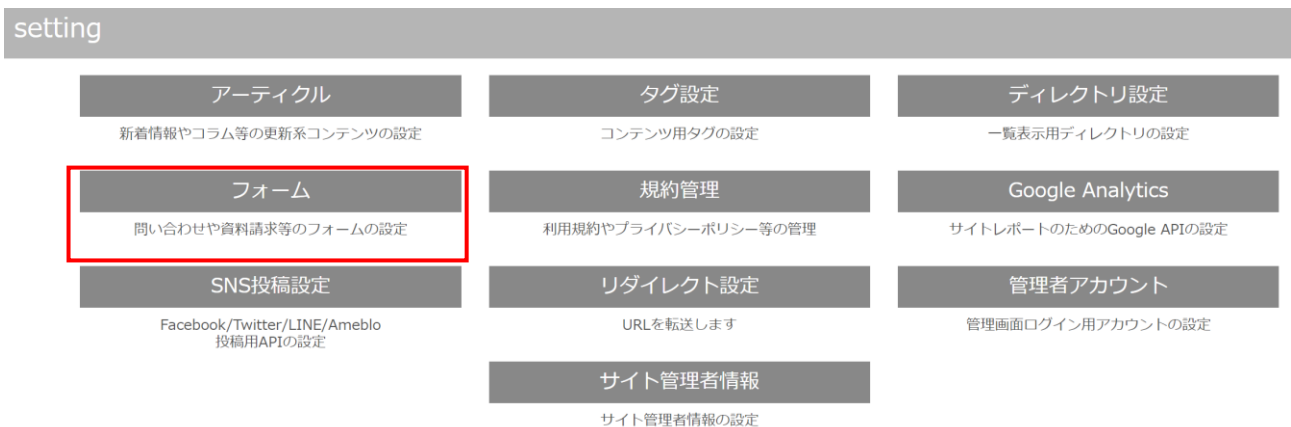 setting
アーティクル
新着情報やコラム等の更新系コンテンツの設定
タグ設定
コンテンツ用タグの設定
ディレクトリ設定
一覧表示用ディレクトリの設定
フォーム
問い合わせや資料請求等のフォームの設定
規約管理
利用規約やプライバシーポリシー等の管理
Google Analytics
サイトレポートのためのGoogle APIの設定
SNS投稿設定
Facebook/Twitter/LINE/Ameblo
投稿用APIの設定
リダイレクト設定
URLを転送します
管理者アカウント
管理画面ログイン用アカウントの設定
サイト管理者情報
サイト管理者情報の設定